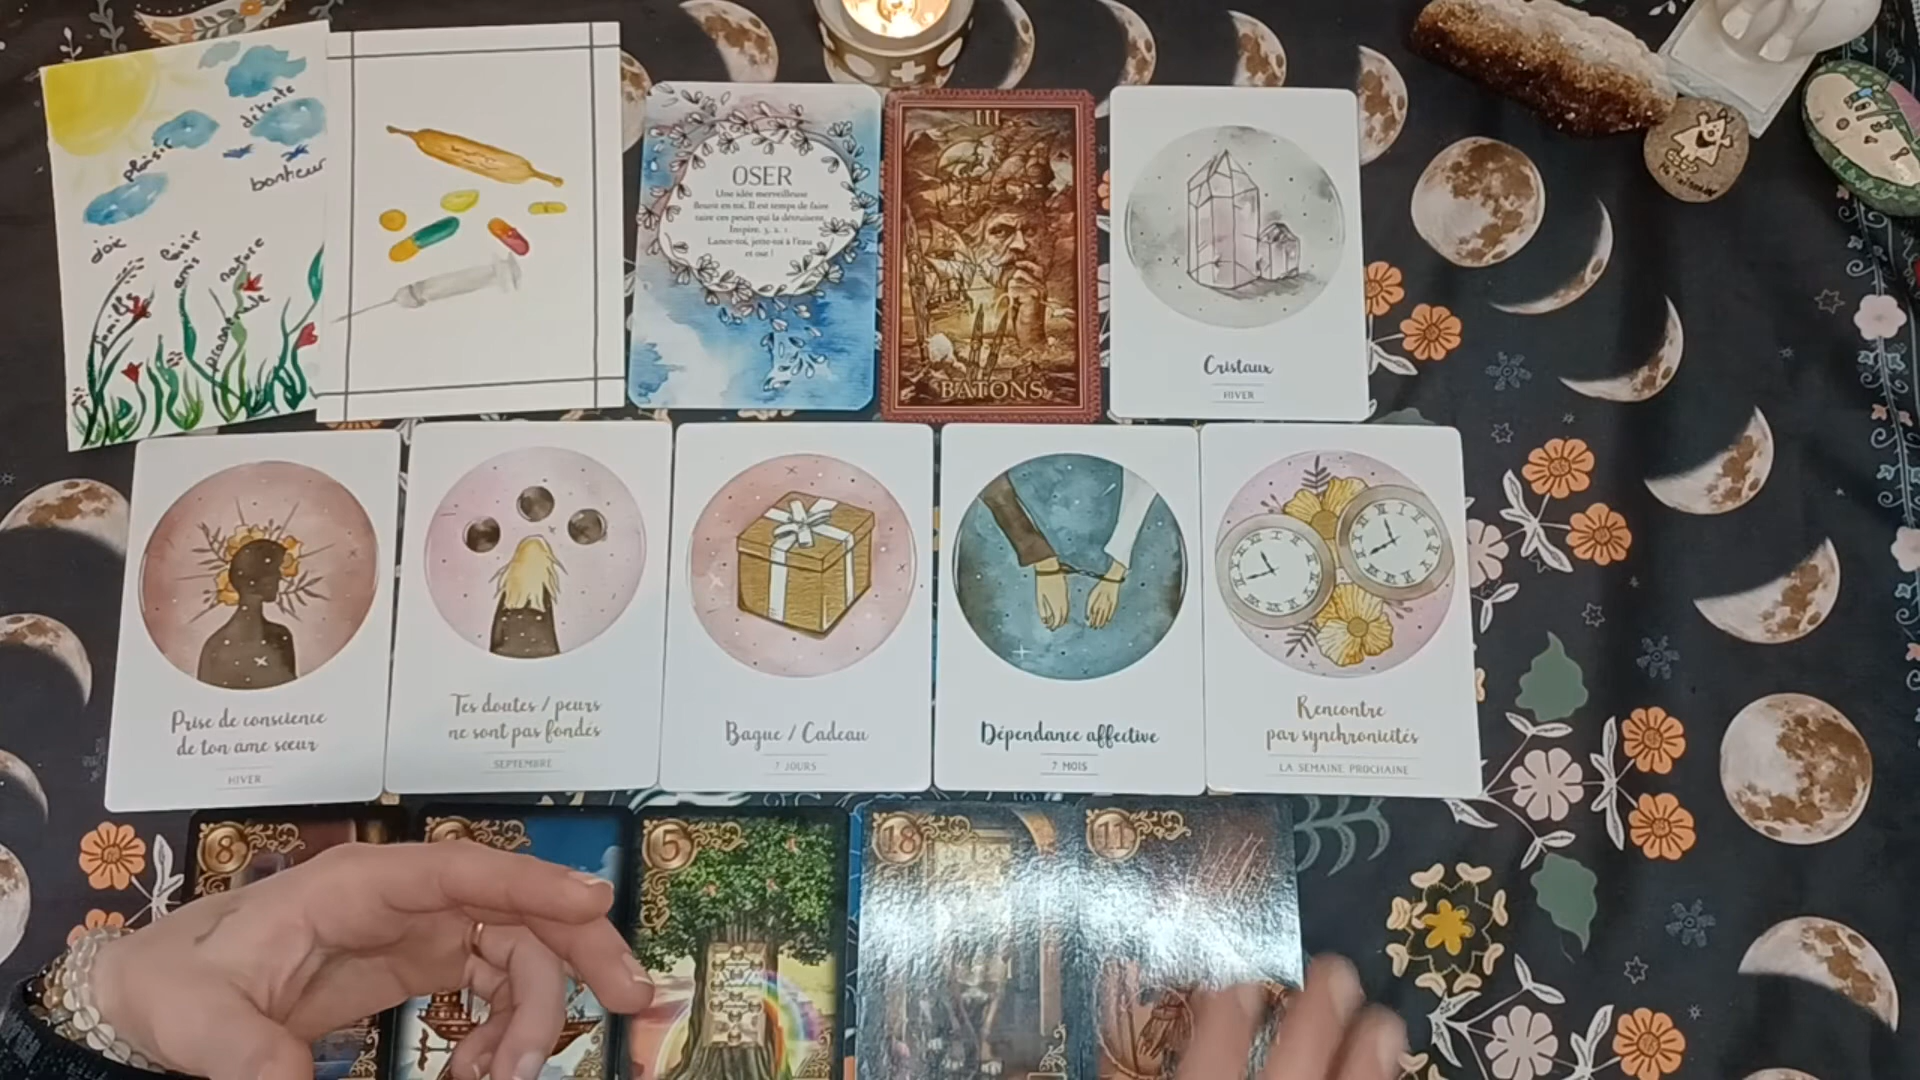 détente
plaisir
bonheur
joie
loisir
amis
nature
famille
promenade
OSER
Une idée merveilleuse
fleurit en toi. Il est temps de faire
taire ces peurs qui la détruisent.
Inspire. 3, 2, 1.
Lance-toi, jette-toi à l'eau
et ose !
III
BATONS
Cristaux
HIVER
Prise de conscience
de ton âme sœur
HIVER
Tes doutes / peurs
ne sont pas fondés
SEPTEMBRE
Bague / Cadeau
7 JOURS
Dépendance affective
7 MOIS
Rencontre
par synchronicités
LA SEMAINE PROCHAINE
8
5
18
11